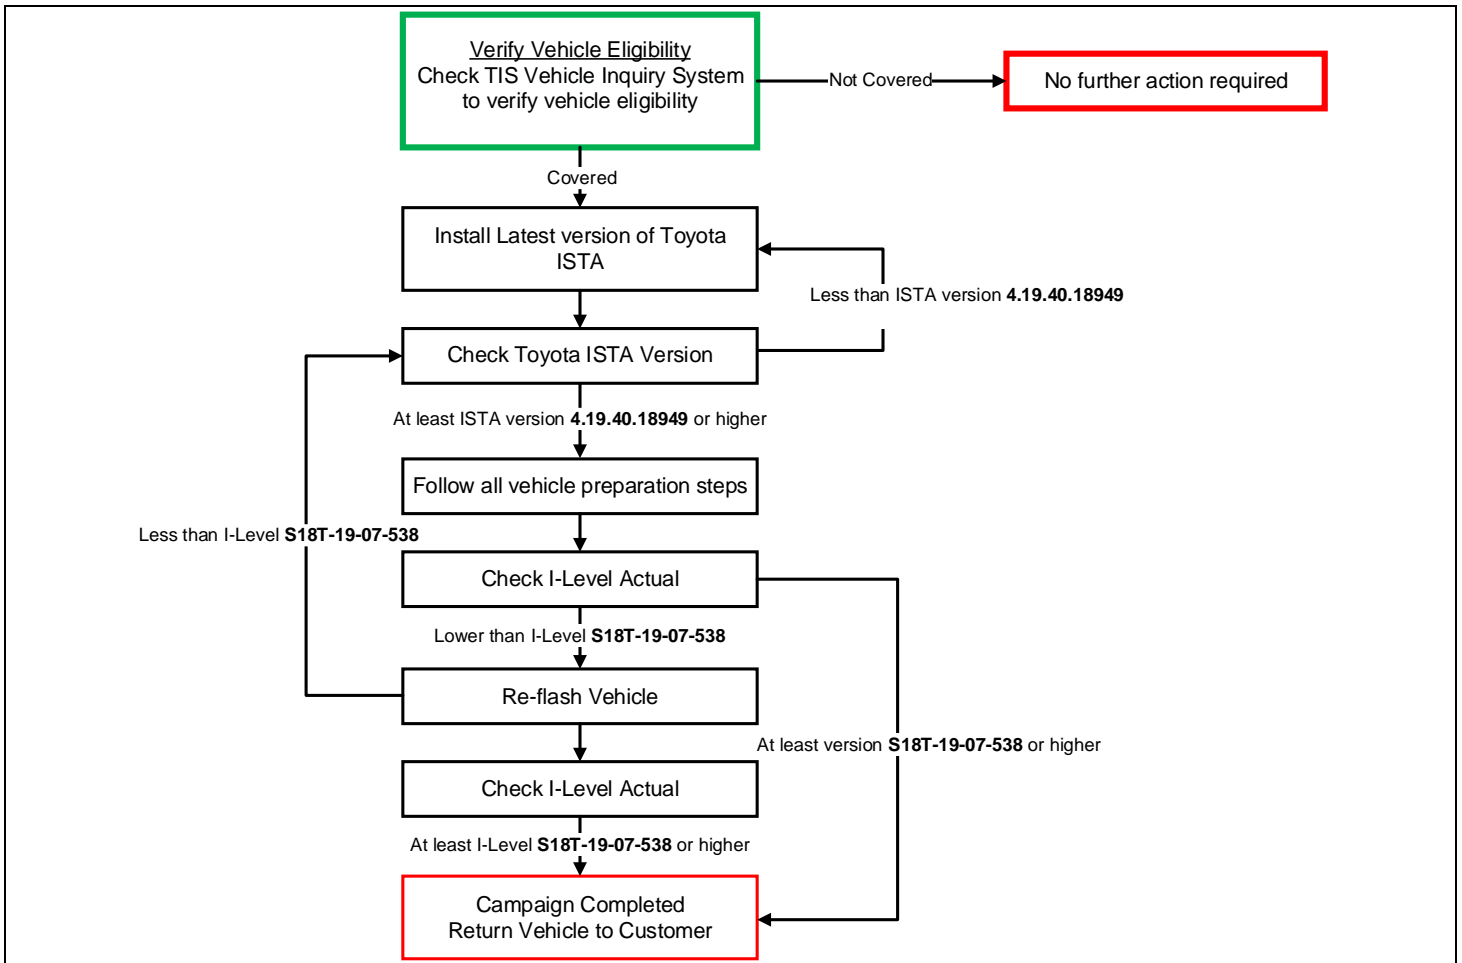 Verify Vehicle Eligibility
Check TIS Vehicle Inquiry System
to verify vehicle eligibility
Not Covered
No further action required
Covered
Install Latest version of Toyota
ISTA
Less than ISTA version 4.19.40.18949
Check Toyota ISTA Version
At least ISTA version 4.19.40.18949 or higher
Follow all vehicle preparation steps
Less than I-Level S18T-19-07-538
Check I-Level Actual
Lower than I-Level S18T-19-07-538
Re-flash Vehicle
At least version S18T-19-07-538 or higher
Check I-Level Actual
At least I-Level S18T-19-07-538 or higher
Campaign Completed
Return Vehicle to Customer